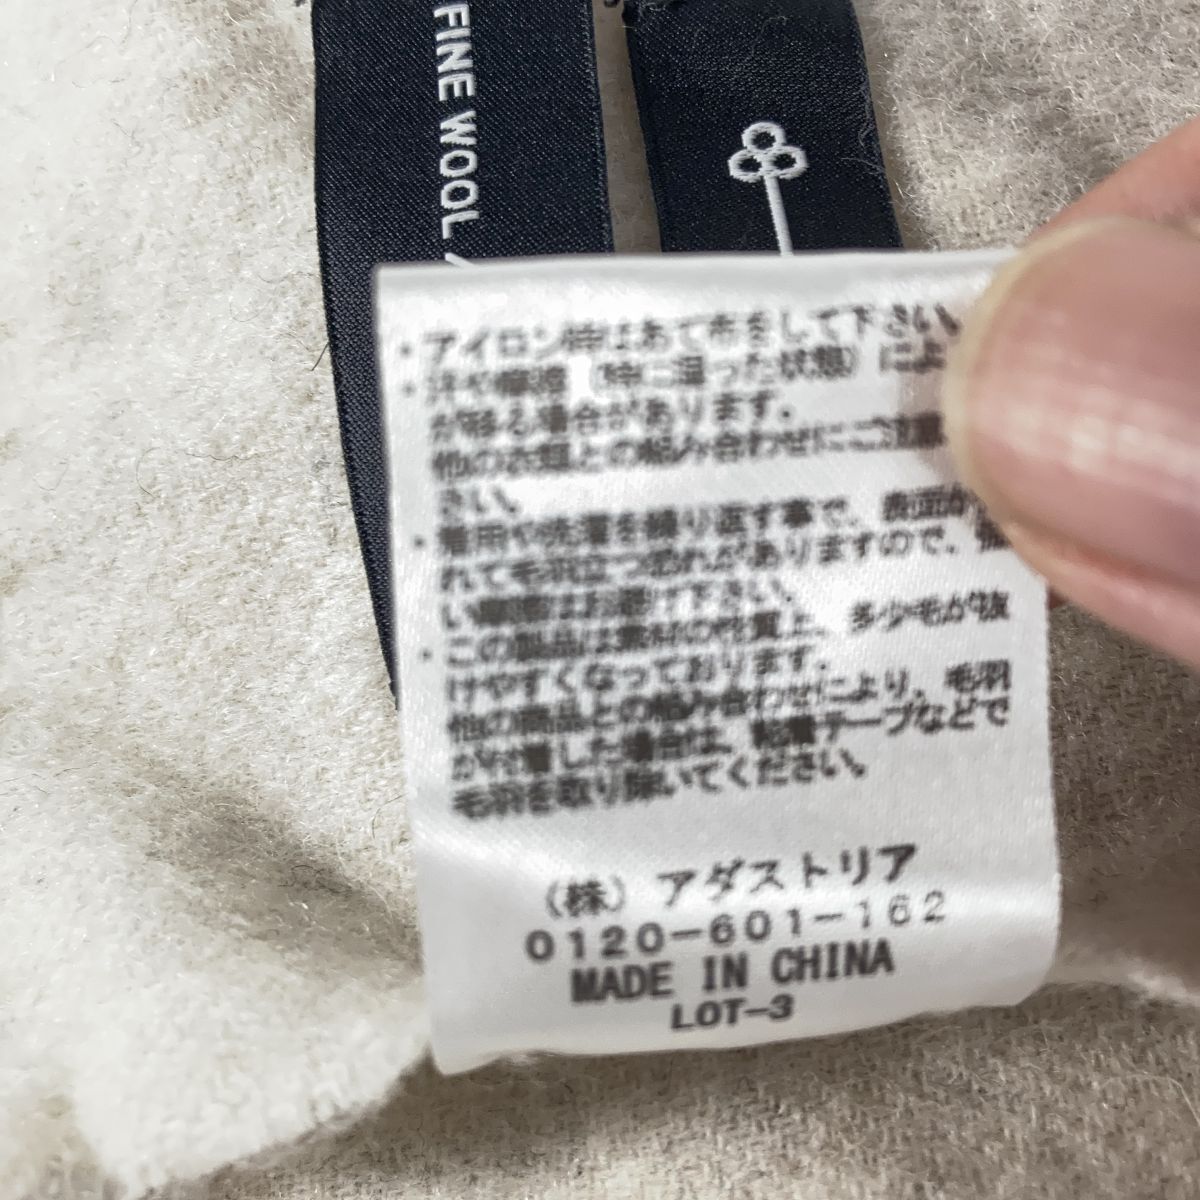 FINE WOOL
・アイロン時はあて布をして下さい。
・汗や摩擦（特に湿った状態）によ
が移る場合があります。
他の衣類との組み合わせにご注意
さい。
・着用や洗濯を繰り返す事で、表面が
れて毛羽立つ恐れがありますので、強
い摩擦はお避け下さい。
・この製品は素材の性質上、多少毛が抜
けやすくなっております。
他の商品との組み合わせにより、毛羽
が付着した場合は、粘着テープなどで
毛羽を取り除いてください。
（株）アダストリア
0120-601-162
MADE IN CHINA
LOT-3